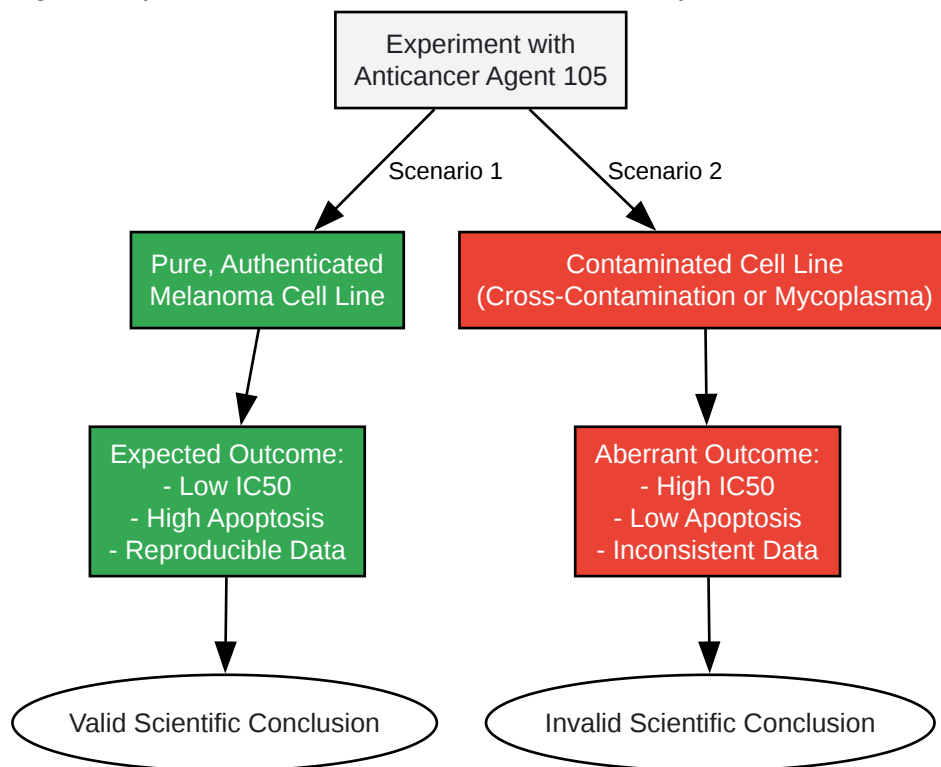 Experiment with
Anticancer Agent 105
Scenario 1
Scenario 2
Pure, Authenticated
Melanoma Cell Line
Contaminated Cell Line
(Cross-Contamination or Mycoplasma)
Expected Outcome:
- Low IC50
- High Apoptosis
- Reproducible Data
Aberrant Outcome:
- High IC50
- Low Apoptosis
- Inconsistent Data
Valid Scientific Conclusion
Invalid Scientific Conclusion